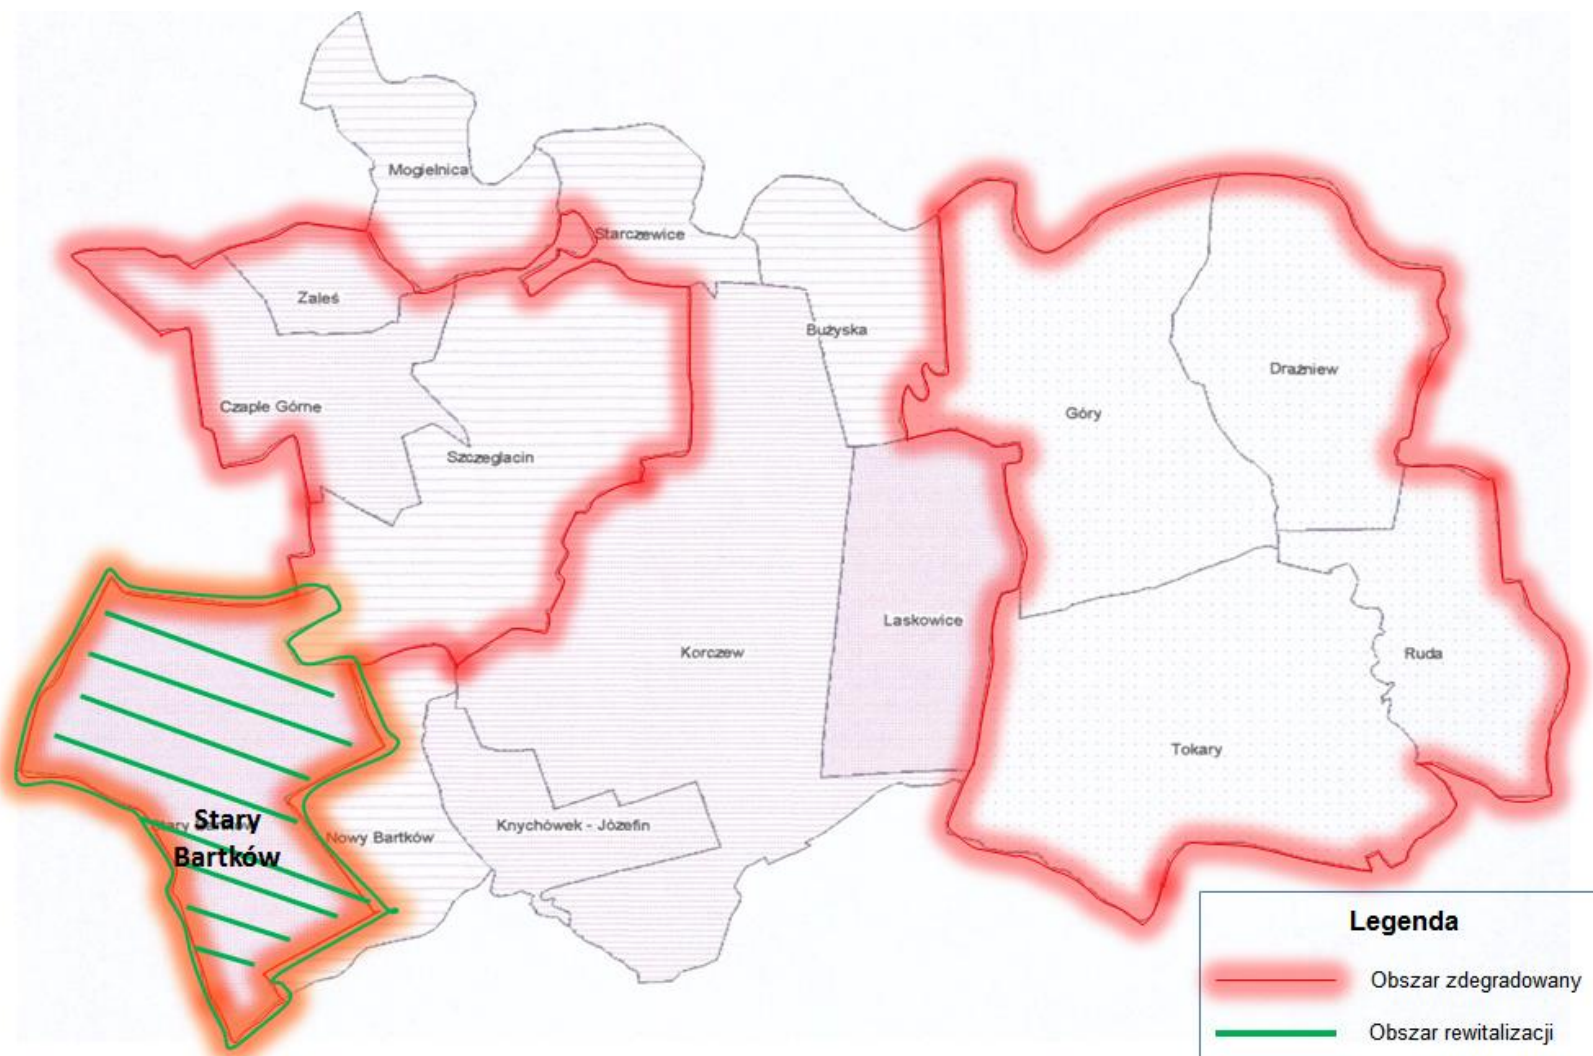 Mogielnica
Starczewice
Zaleś
Bużyska
Drażniew
Czaple Górne
Góry
Szczeglacin
Laskowice
Korczew
Ruda
Tokary
Stary
Bartków
Nowy Bartków
Knychówek - Józefin
Legenda
Obszar zdegradowany
Obszar rewitalizacji